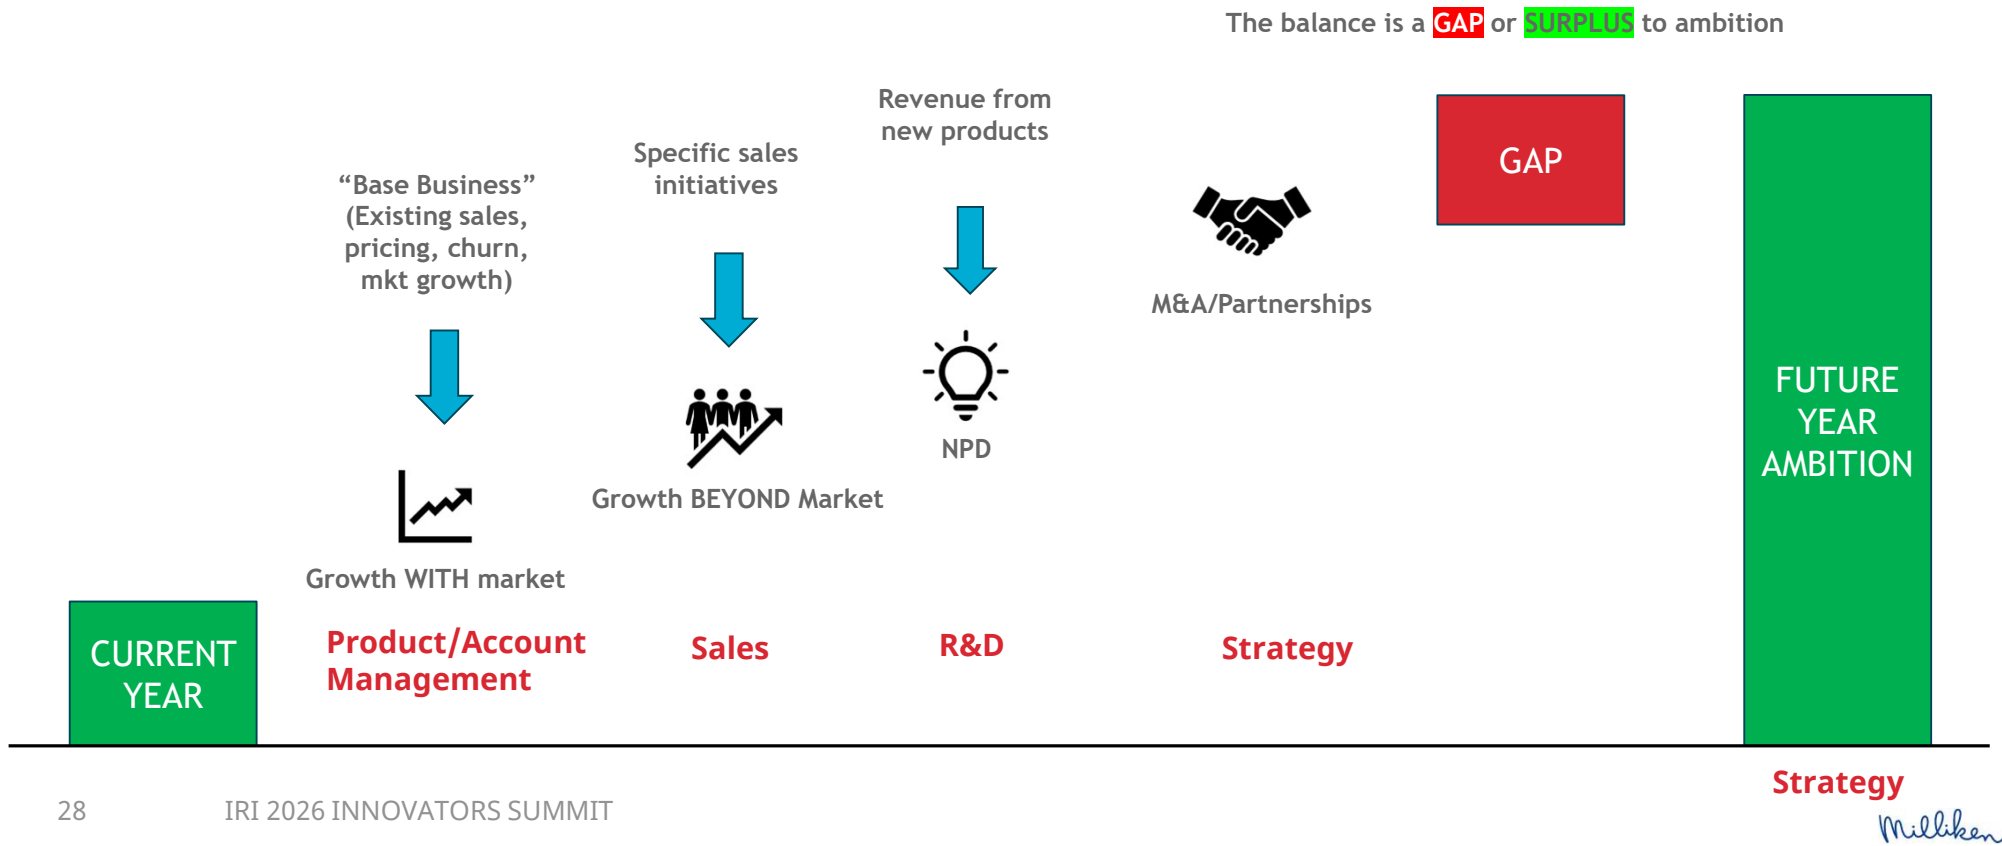 The balance is a GAP or SURPLUS to ambition
Revenue from
new products
Specific sales
initiatives
“Base Business”
(Existing sales,
pricing, churn,
mkt growth)
GAP
M&A/Partnerships
NPD
Growth BEYOND Market
Growth WITH market
FUTURE
YEAR
AMBITION
CURRENT
YEAR
Product/Account
Management
Sales
R&D
Strategy
Strategy
28
IRI 2026 INNOVATORS SUMMIT
Milliken